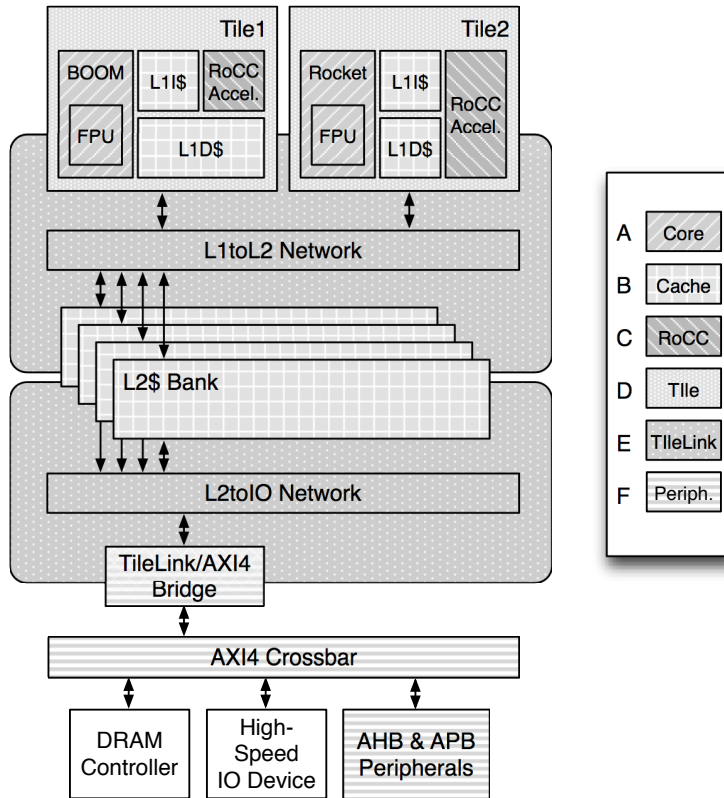 Tile1
BOOM
FPU
L1I$
RoCC
Accel.
L1D$
Tile2
Rocket
FPU
L1I$
L1D$
RoCC
Accel.
L1toL2 Network
L2$ Bank
L2toIO Network
TileLink/AXI4
Bridge
AXI4 Crossbar
DRAM
Controller
High-
Speed
IO Device
AHB & APB
Peripherals
A Core
B Cache
C RoCC
D TIle
E TIleLink
F Periph.